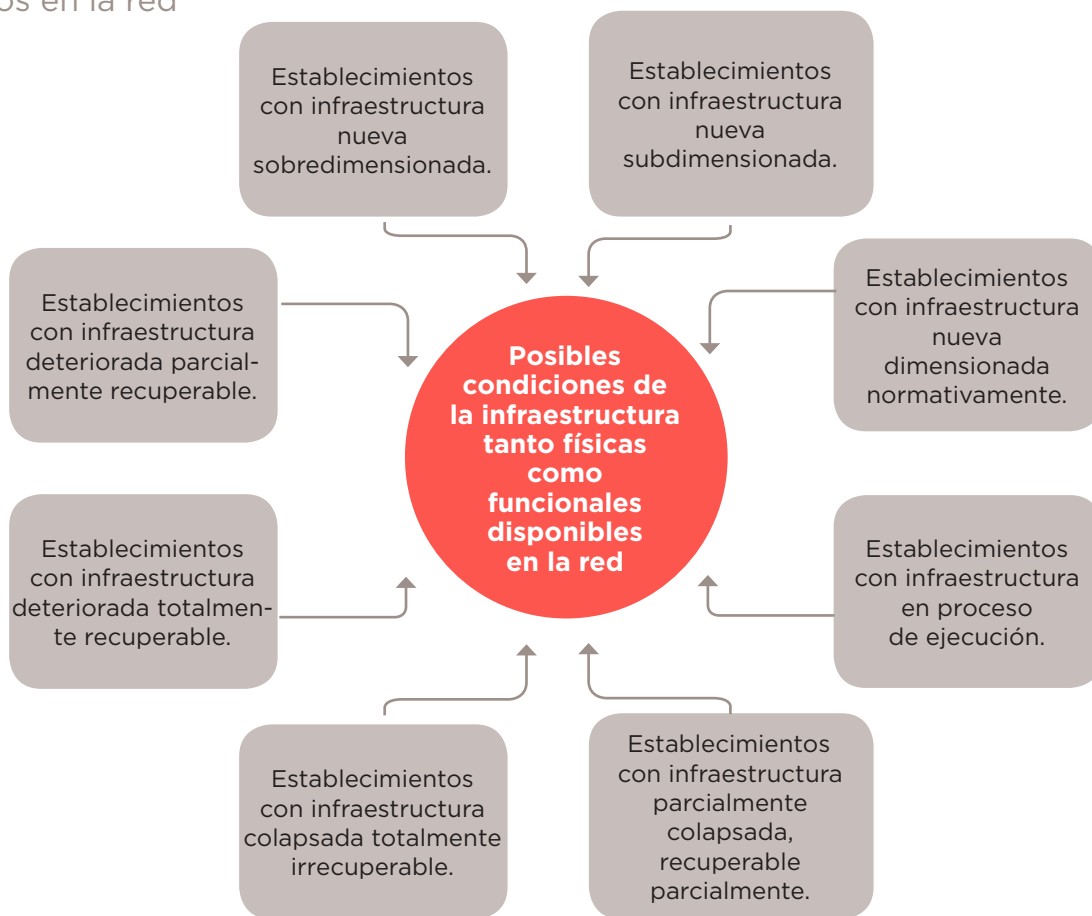 os en la red
Establecimientos
con infraestructura
nueva
sobredimensionada.
Establecimientos
con infraestructura
nueva
subdimensionada.
Establecimientos
con infraestructura
deteriorada parcial-
mente recuperable.
Establecimientos
con infraestructura
nueva
dimensionada
normativamente.
Posibles
condiciones de
la infraestructura
tanto físicas
como
funcionales
disponibles
en la red
Establecimientos
con infraestructura
deteriorada totalmen-
te recuperable.
Establecimientos
con infraestructura
en proceso
de ejecución.
Establecimientos
con infraestructura
colapsada totalmente
irrecuperable.
Establecimientos
con infraestructura
parcialmente
colapsada,
recuperable
parcialmente.